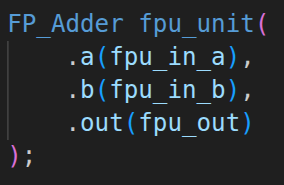 FP_Adder fpu_unit(
.a(fpu_in_a),
.b(fpu_in_b),
.out(fpu_out)
);